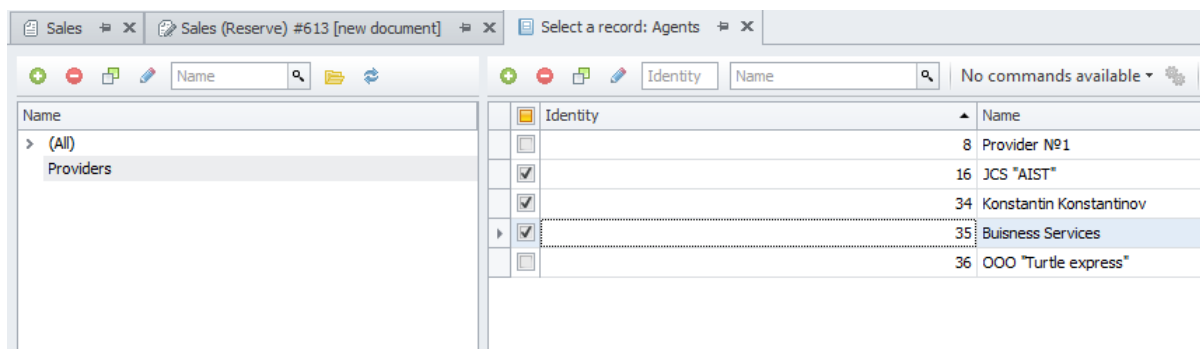 Sales Sales (Reserve) #613 [new document] Select a record: Agents
Name Identity Name No commands available
Name Identity Name
(All) 8 Provider №1
Providers 16 JCS "AIST"
34 Konstantin Konstantinov
35 Buisness Services
36 OOO "Turtle express"